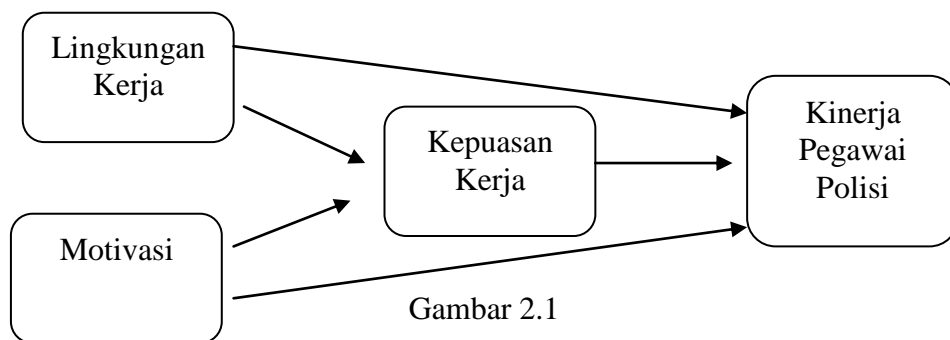 Lingkungan
Kerja
Kepuasan
Kerja
Kinerja
Pegawai
Polisi
Motivasi
Gambar 2.1